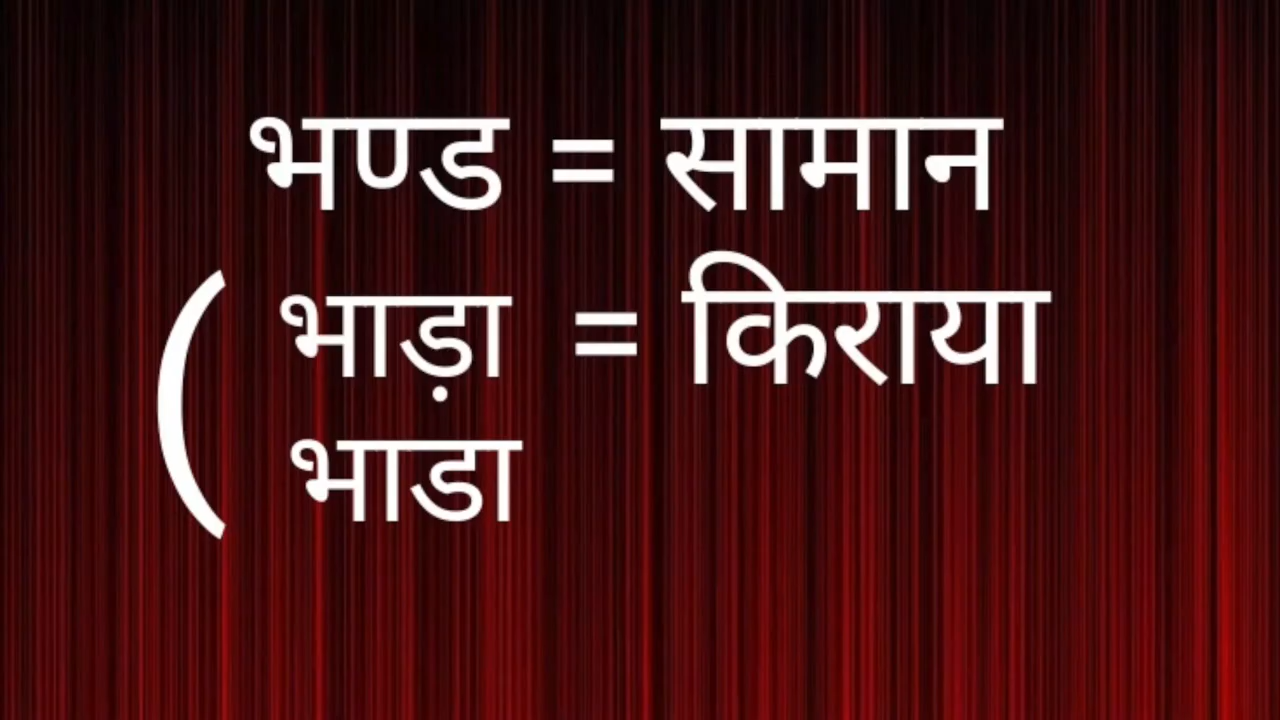 भण्ड = सामान
( भाड़ा = किराया
भाडा